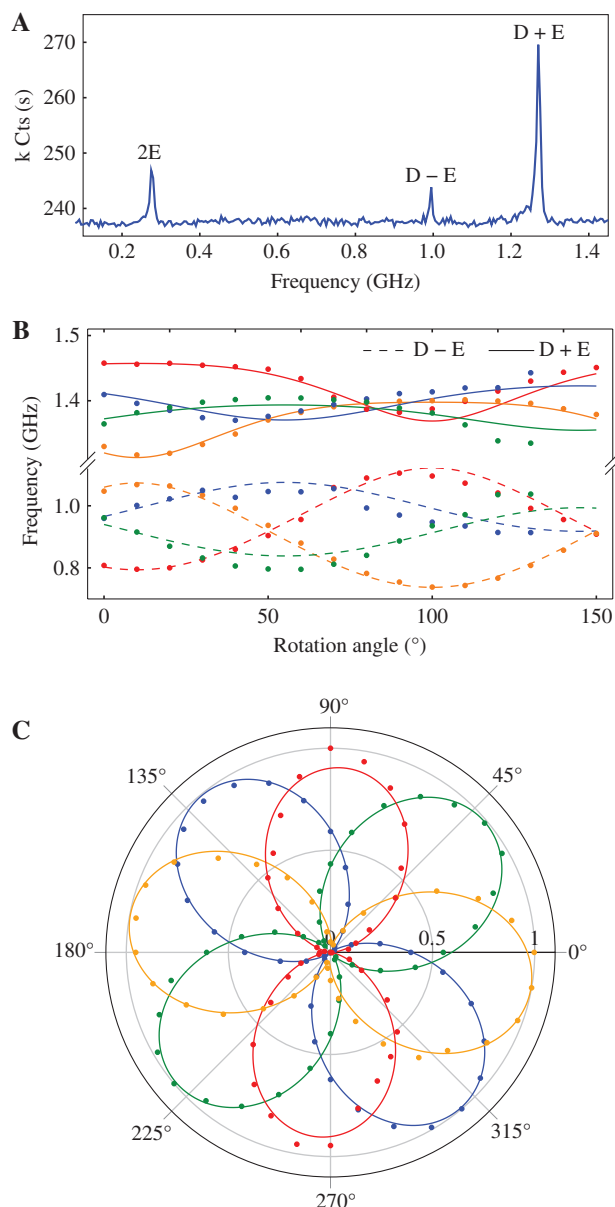 A
270
260
250
240
k Cts (s)
2E
D – E
D + E
0.2 0.4 0.6 0.8 1.0 1.2 1.4
Frequency (GHz)
B
1.5
1.4
1.0
0.8
Frequency (GHz)
D – E D + E
0 50 100 150
Rotation angle (°)
C
90°
135° 45°
180° 0 0.5 1 0°
225° 315°
270°